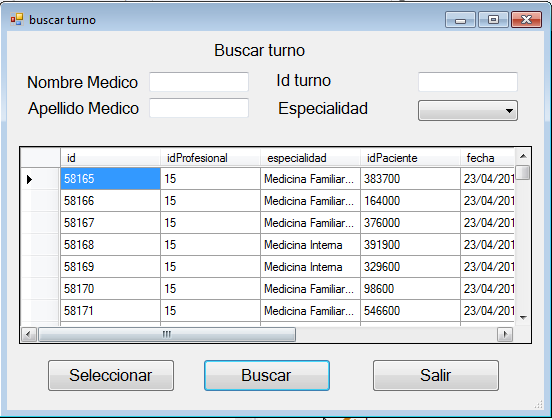 buscar turno
Buscar turno
Nombre Medico Id turno
Apellido Medico Especialidad
id idProfesional especialidad idPaciente fecha
58165 15 Medicina Familiar... 383700 23/04/201
58166 15 Medicina Familiar... 164000 23/04/201
58167 15 Medicina Familiar... 376000 23/04/201
58168 15 Medicina Interna 391900 23/04/201
58169 15 Medicina Interna 329600 23/04/201
58170 15 Medicina Familiar... 98600 23/04/201
58171 15 Medicina Familiar... 546600 23/04/201
Seleccionar Buscar Salir